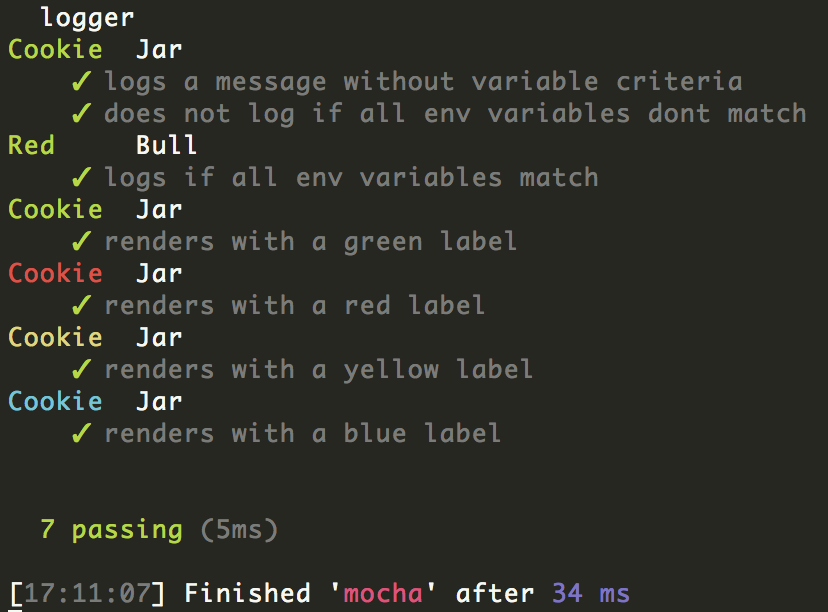 logger
Cookie  Jar
✓ logs a message without variable criteria
✓ does not log if all env variables dont match
Red     Bull
✓ logs if all env variables match
Cookie  Jar
✓ renders with a green label
Cookie  Jar
✓ renders with a red label
Cookie  Jar
✓ renders with a yellow label
Cookie  Jar
✓ renders with a blue label
7 passing (5ms)
[17:11:07] Finished 'mocha' after 34 ms